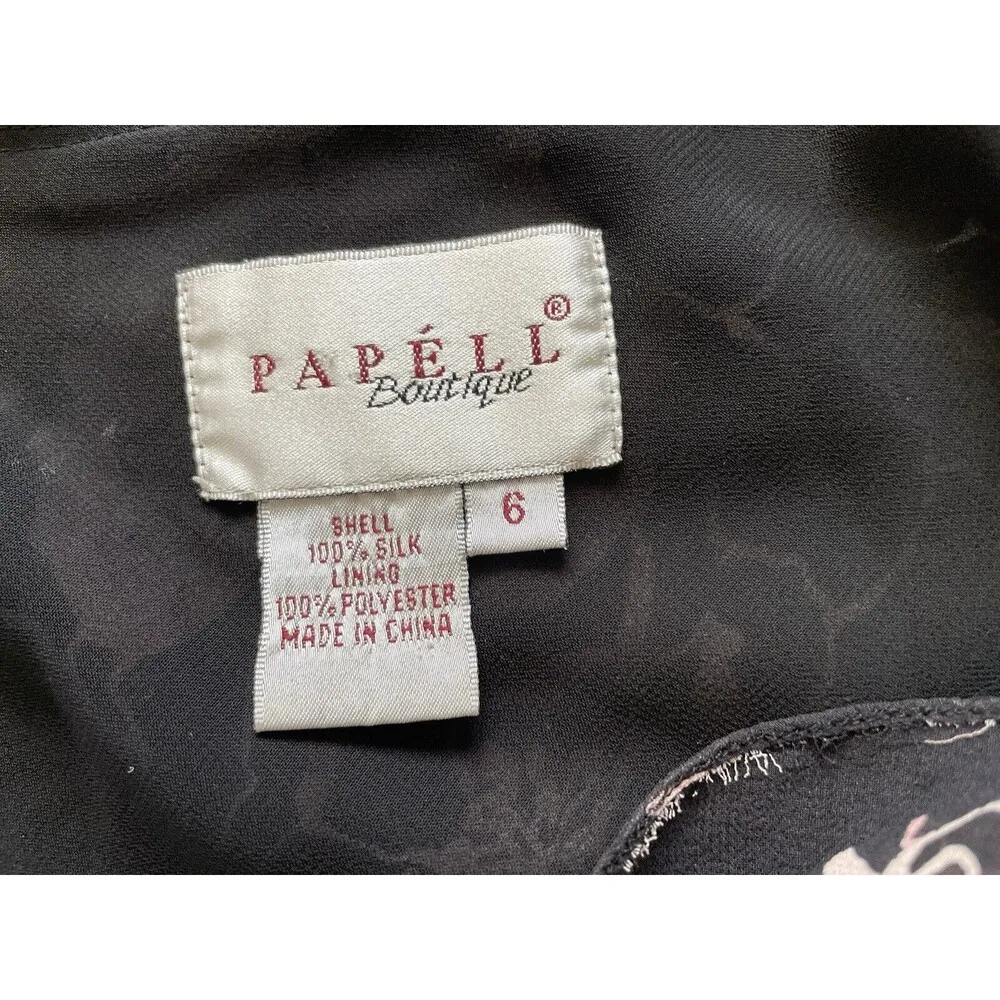 PAPÉLL®
Boutique
6
SHELL
100% SILK
LINING
100% POLYESTER
MADE IN CHINA